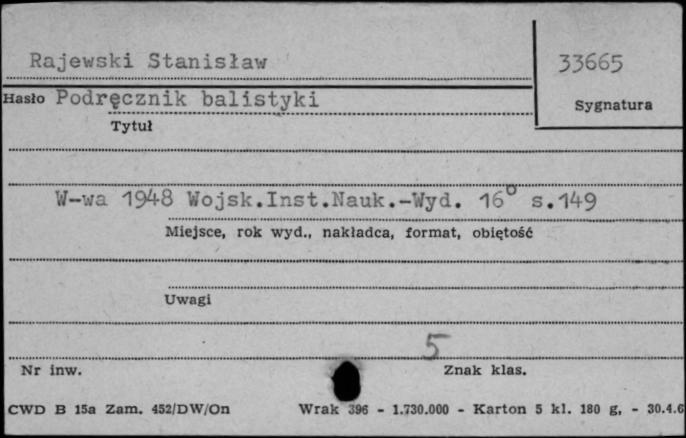 Rajewski Stanisław
33665
Hasło Podręcznik balistyki
Sygnatura
Tytuł
W-wa 1948 Wojsk.Inst.Nauk.-Wyd. 16° s.149
Miejsce, rok wyd., nakładca, format, obiętość
Uwagi
5
Nr inw.
Znak klas.
CWD B 15a Zam. 452/DW/On Wrak 396 - 1.730.000 - Karton 5 kl. 180 g, - 30.4.6